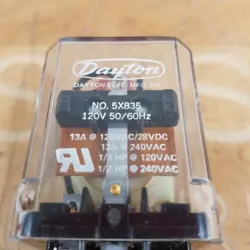 Dayton
DAYTON ELEC. MFG. CO.
NO. 5X835
120V 50/60Hz
13A @ 120VAC/28VDC
13A @ 240VAC
1/3 HP @ 120VAC
1/2 HP @ 240VAC